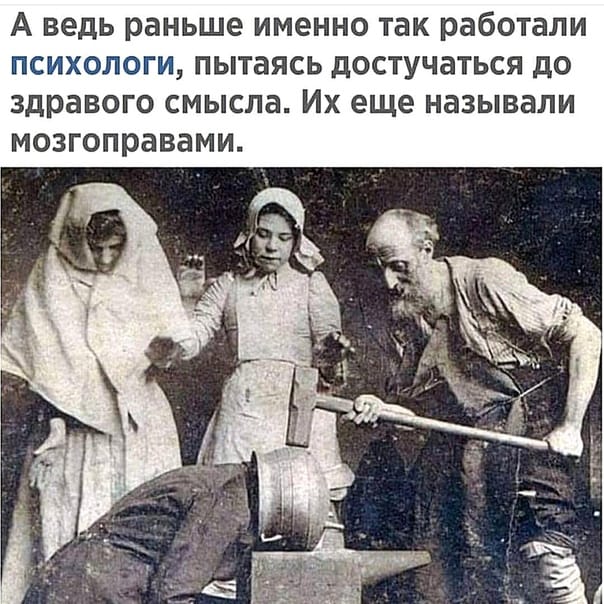 А ведь раньше именно так работали
психологи, пытаясь достучаться до
здравого смысла. Их еще называли
мозгоправами.